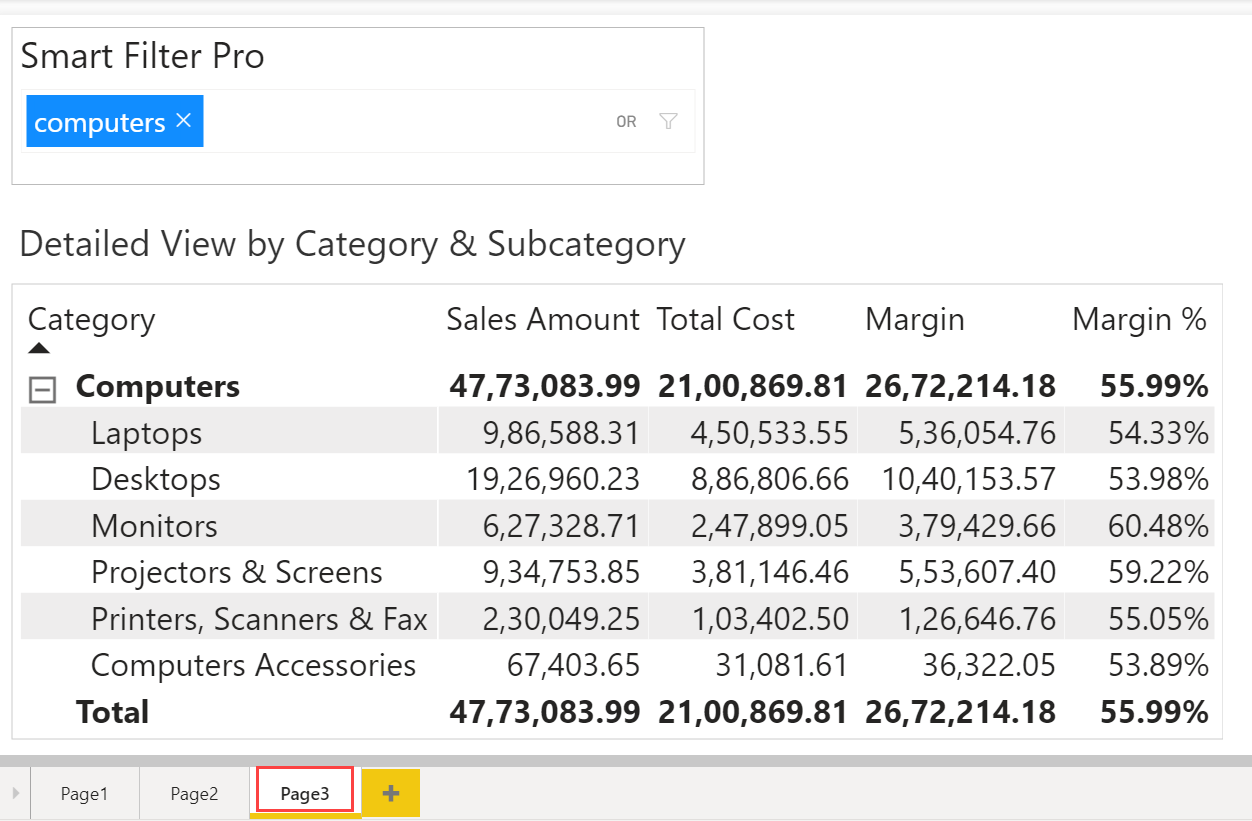 Smart Filter Pro
computers ×
OR
Detailed View by Category & Subcategory
Category Sales Amount Total Cost Margin Margin %
Computers 47,73,083.99 21,00,869.81 26,72,214.18 55.99%
Laptops 9,86,588.31 4,50,533.55 5,36,054.76 54.33%
Desktops 19,26,960.23 8,86,806.66 10,40,153.57 53.98%
Monitors 6,27,328.71 2,47,899.05 3,79,429.66 60.48%
Projectors & Screens 9,34,753.85 3,81,146.46 5,53,607.40 59.22%
Printers, Scanners & Fax 2,30,049.25 1,03,402.50 1,26,646.76 55.05%
Computers Accessories 67,403.65 31,081.61 36,322.05 53.89%
Total 47,73,083.99 21,00,869.81 26,72,214.18 55.99%
Page1 Page2 Page3 +